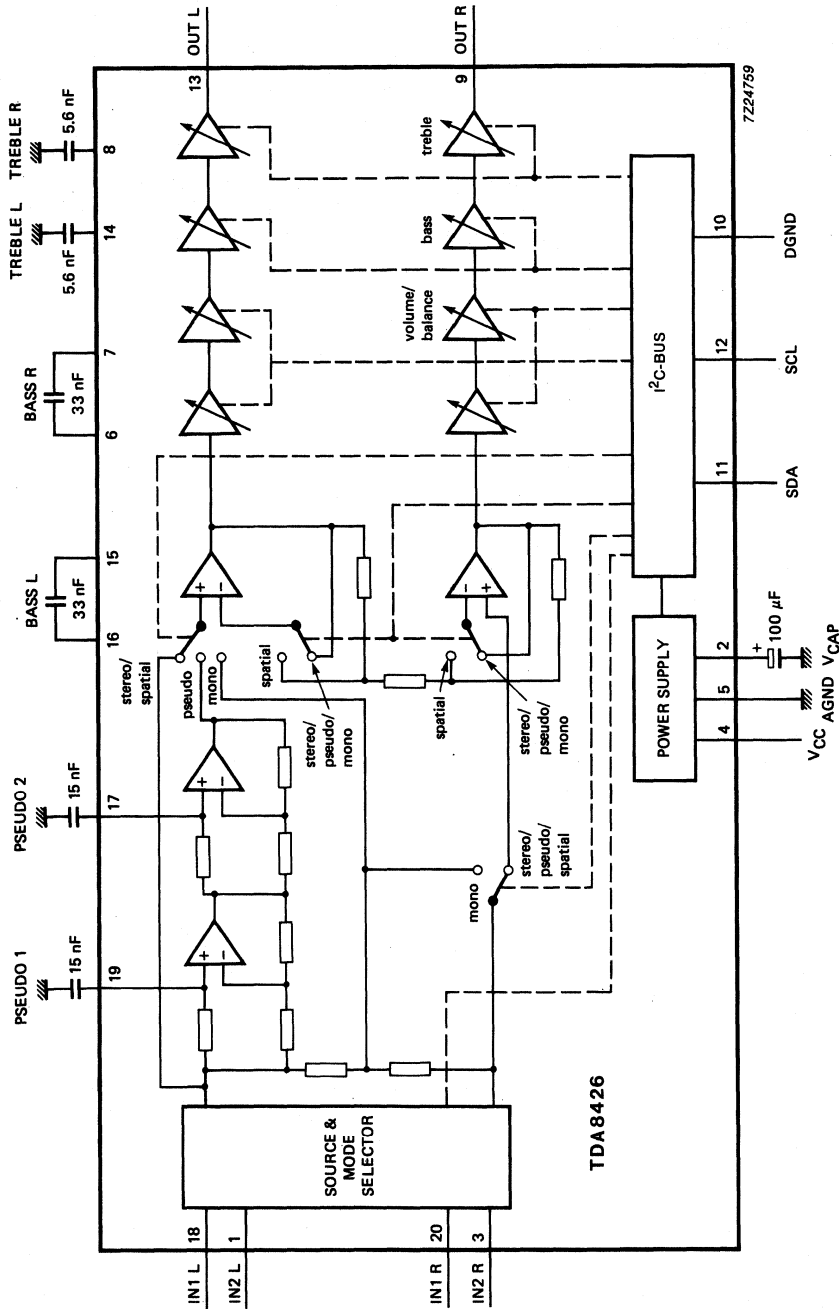 PSEUDO 1
15 nF
19
PSEUDO 2
15 nF
17
BASS L
33 nF
16
15
BASS R
33 nF
6
7
TREBLE L
5.6 nF
14
TREBLE R
5.6 nF
8
IN1 L
18
IN2 L
1
IN1 R
20
IN2 R
3
SOURCE &
MODE
SELECTOR
TDA8426
+
−
+
−
stereo/
spatial
pseudo
mono
+
−
spatial
stereo/
pseudo/
mono
mono
stereo/
pseudo/
spatial
spatial
stereo/
pseudo/
mono
−
+
volume/
balance
bass
treble
13
OUT L
9
OUT R
POWER SUPPLY
I²C-BUS
4
VCC
5
AGND
2
+
100 µF
VCAP
11
SDA
12
SCL
10
DGND
7Z24759